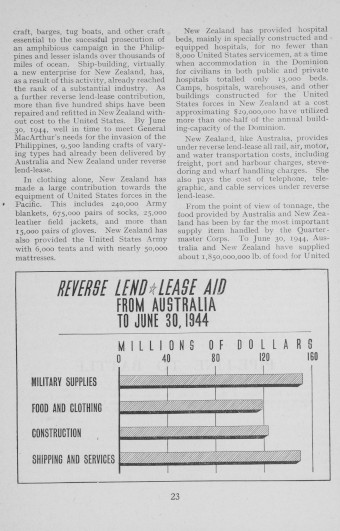 craft, barges, tug boats, and other craft
essential to the successful prosecution of
an amphibious campaign in the Philip-
pines and lesser islands over thousands of
miles of ocean. Ship-building, virtually
a new enterprise for New Zealand, has,
as a result of this activity, already reached
the rank of a substantial industry. As
a further reverse lend-lease contribution,
more than five hundred ships have been
repaired and refitted in New Zealand with-
out cost to the United States. By June
30, 1944, well in time to meet General
MacArthur's needs for the invasion of the
Philippines, 9,500 landing crafts of vary-
ing types had already been delivered by
Australia and New Zealand under reverse
lend-lease.
In clothing alone, New Zealand has
made a large contribution towards the
equipment of United States forces in the
Pacific. This includes 240,000 Army
blankets, 675,000 pairs of socks, 25,000
leather field jackets, and more than
15,000 pairs of gloves. New Zealand has
also provided the United States Army
with 6,000 tents and with nearly 50,000
mattresses.
New Zealand has provided hospital
beds, mainly in specially constructed and
equipped hospitals, for no fewer than
8,000 United States servicemen, at a time
when accommodation in the Dominion
for civilians in both public and private
hospitals totalled only 15,000 beds.
Camps, hospitals, warehouses, and other
buildings constructed for the United
States forces in New Zealand at a cost
approximating $29,000,000 have utilized
more than one-half of the annual build-
ing-capacity of the Dominion.
New Zealand, like Australia, provides
under reverse lend-lease all rail, air, motor,
and water transportation costs, including
freight, port and harbour charges, steve-
doring and wharf handling charges. She
also pays the cost of telephone, tele-
graphic, and cable services under reverse
lend-lease.
From the point of view of tonnage, the
food provided by Australia and New Zea-
land has been by far the most important
supply item handled by the Quarter-
master Corps. To June 30, 1944, Aus-
tralia and New Zealand have supplied
about 1,850,000,000 lb. of food for United
REVERSE LEND LEASE AID
FROM AUSTRALIA
TO JUNE 30, 1944
MILLIONS OF DOLLARS
0 40 80 120 160
MILITARY SUPPLIES
FOOD AND CLOTHING
CONSTRUCTION
SHIPPING AND SERVICES
23